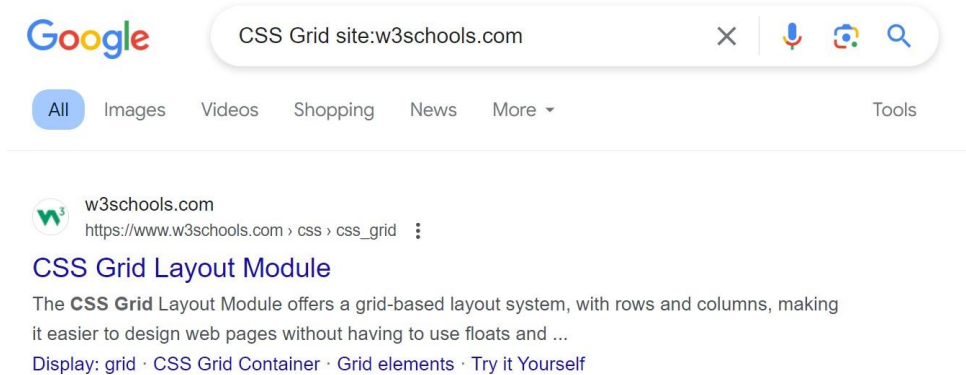 Google
CSS Grid site:w3schools.com
All Images Videos Shopping News More Tools
w3schools.com
https://www.w3schools.com › css › css_grid
CSS Grid Layout Module
The CSS Grid Layout Module offers a grid-based layout system, with rows and columns, making
it easier to design web pages without having to use floats and ...
Display: grid · CSS Grid Container · Grid elements · Try it Yourself